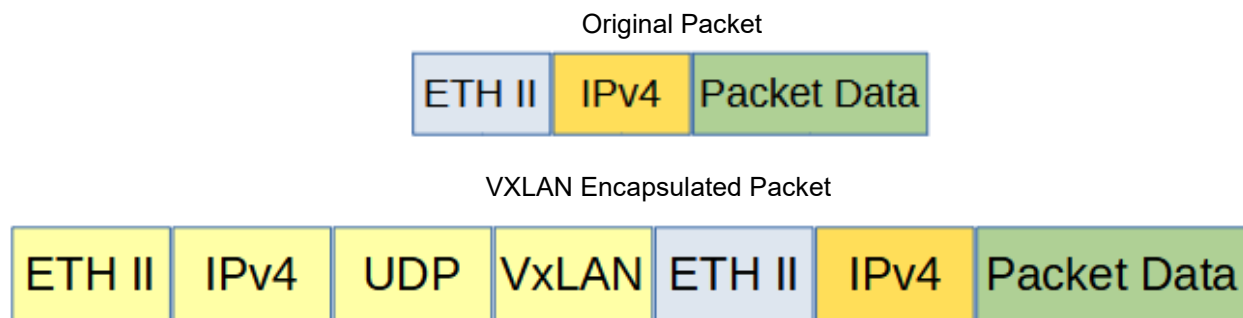 Original Packet
ETH II IPv4 Packet Data
VXLAN Encapsulated Packet
ETH II IPv4 UDP VxLAN ETH II IPv4 Packet Data